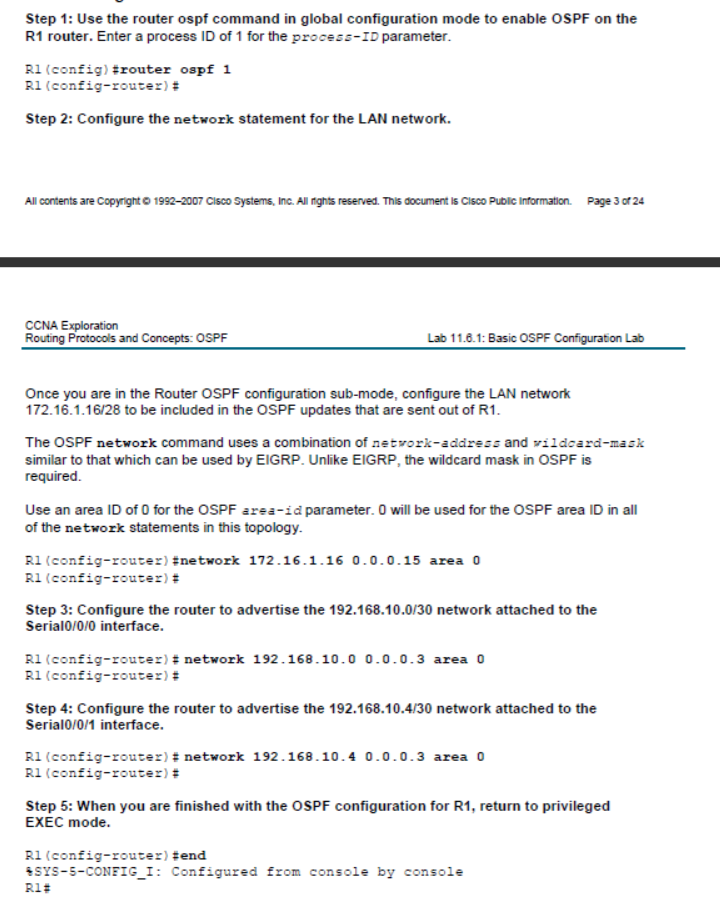 Step 1: Use the router ospf command in global configuration mode to enable OSPF on the
R1 router. Enter a process ID of 1 for the process-ID parameter.
R1(config)#router ospf 1
R1(config-router)#
Step 2: Configure the network statement for the LAN network.
All contents are Copyright © 1992–2007 Cisco Systems, Inc. All rights reserved. This document is Cisco Public Information. Page 3 of 24
CCNA Exploration
Routing Protocols and Concepts: OSPF Lab 11.6.1: Basic OSPF Configuration Lab
Once you are in the Router OSPF configuration sub-mode, configure the LAN network
172.16.1.16/28 to be included in the OSPF updates that are sent out of R1.
The OSPF network command uses a combination of network-address and wildcard-mask
similar to that which can be used by EIGRP. Unlike EIGRP, the wildcard mask in OSPF is
required.
Use an area ID of 0 for the OSPF area-id parameter. 0 will be used for the OSPF area ID in all
of the network statements in this topology.
R1(config-router)#network 172.16.1.16 0.0.0.15 area 0
R1(config-router)#
Step 3: Configure the router to advertise the 192.168.10.0/30 network attached to the
Serial0/0/0 interface.
R1(config-router)# network 192.168.10.0 0.0.0.3 area 0
R1(config-router)#
Step 4: Configure the router to advertise the 192.168.10.4/30 network attached to the
Serial0/0/1 interface.
R1(config-router)# network 192.168.10.4 0.0.0.3 area 0
R1(config-router)#
Step 5: When you are finished with the OSPF configuration for R1, return to privileged
EXEC mode.
R1(config-router)#end
%SYS-5-CONFIG_I: Configured from console by console
R1#